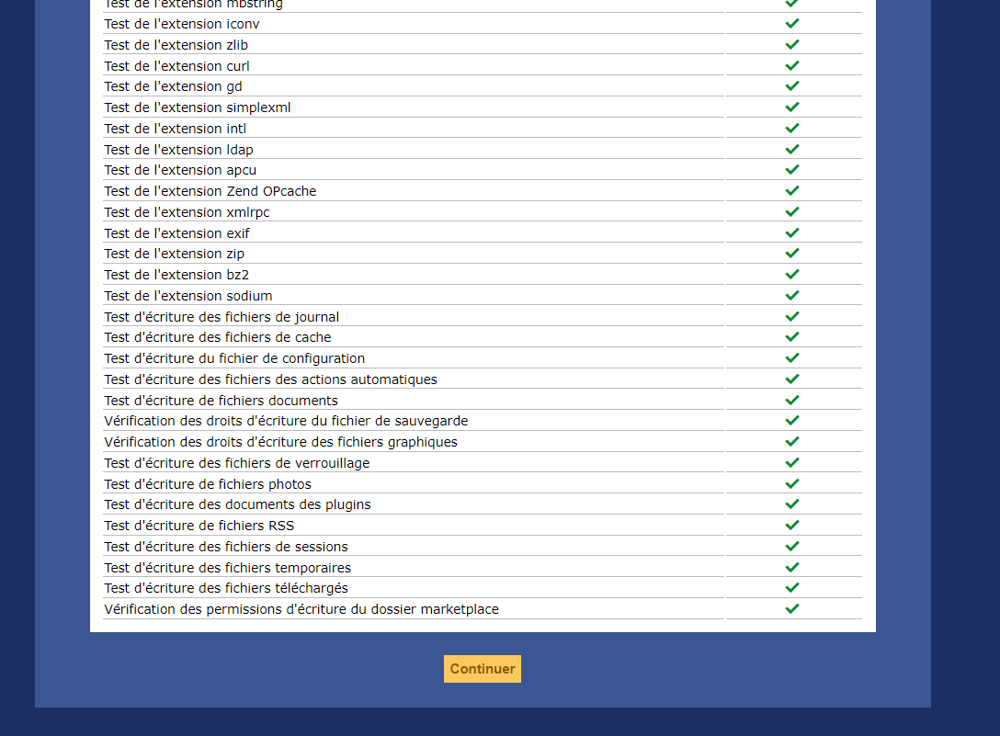 Test de l'extension mbstring
Test de l'extension iconv
Test de l'extension zlib
Test de l'extension curl
Test de l'extension gd
Test de l'extension simplexml
Test de l'extension intl
Test de l'extension ldap
Test de l'extension apcu
Test de l'extension Zend OPcache
Test de l'extension xmlrpc
Test de l'extension exif
Test de l'extension zip
Test de l'extension bz2
Test de l'extension sodium
Test d'écriture des fichiers de journal
Test d'écriture des fichiers de cache
Test d'écriture du fichier de configuration
Test d'écriture des fichiers des actions automatiques
Test d'écriture de fichiers documents
Vérification des droits d'écriture du fichier de sauvegarde
Vérification des droits d'écriture des fichiers graphiques
Test d'écriture des fichiers de verrouillage
Test d'écriture de fichiers photos
Test d'écriture des documents des plugins
Test d'écriture de fichiers RSS
Test d'écriture des fichiers de sessions
Test d'écriture des fichiers temporaires
Test d'écriture des fichiers téléchargés
Vérification des permissions d'écriture du dossier marketplace
Continuer